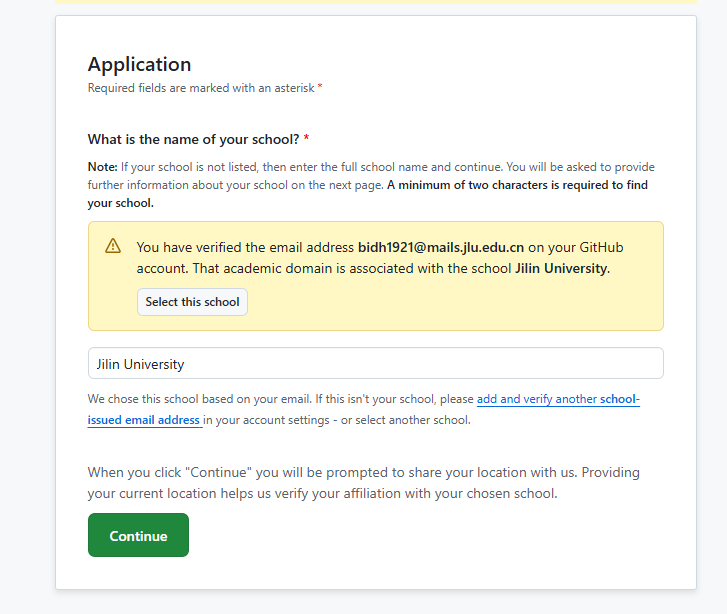 Application
Required fields are marked with an asterisk *
What is the name of your school? *
Note: If your school is not listed, then enter the full school name and continue. You will be asked to provide
further information about your school on the next page. A minimum of two characters is required to find
your school.
You have verified the email address bidh1921@mails.jlu.edu.cn on your GitHub
account. That academic domain is associated with the school Jilin University.
Select this school
Jilin University
We chose this school based on your email. If this isn't your school, please add and verify another school-
issued email address in your account settings - or select another school.
When you click "Continue" you will be prompted to share your location with us. Providing
your current location helps us verify your affiliation with your chosen school.
Continue